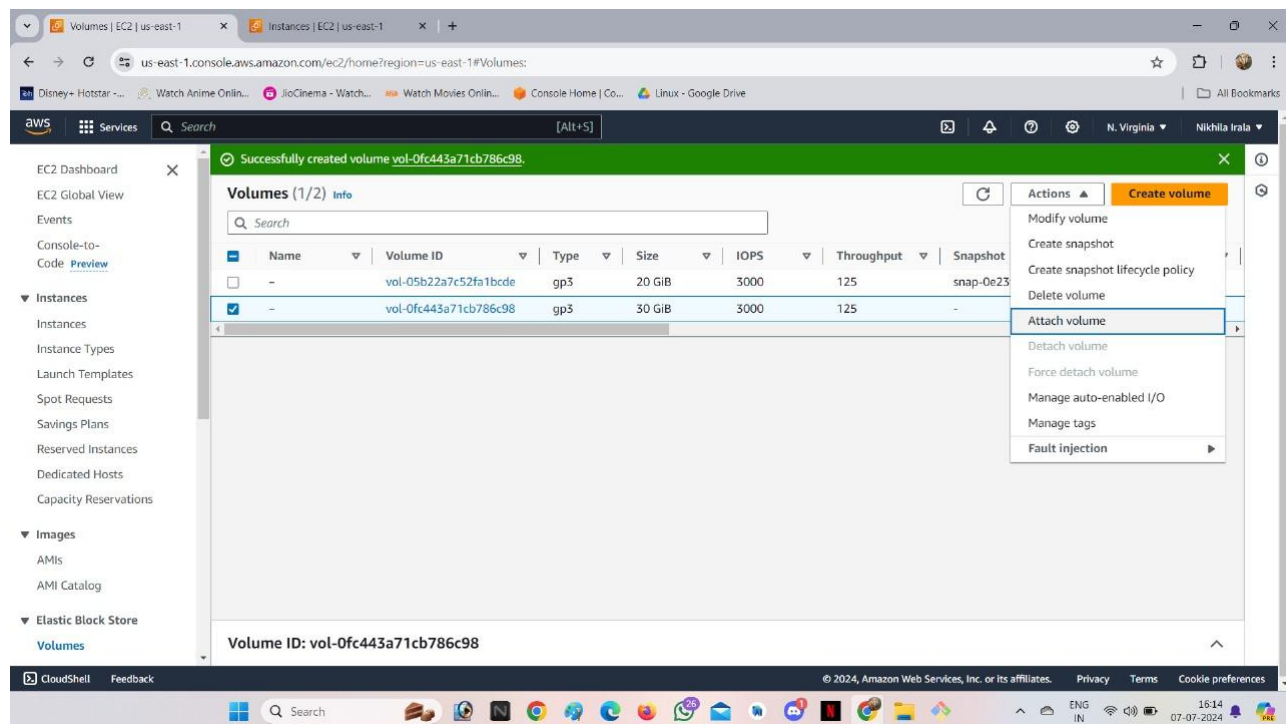 Volumes | EC2 | us-east-1
Instances | EC2 | us-east-1
us-east-1.console.aws.amazon.com/ec2/home?region=us-east-1#Volumes:
Disney+ Hotstar -... Watch Anime Onlin... JioCinema - Watch... Watch Movies Onlin... Console Home | Co... Linux - Google Drive All Bookmarks
aws Services Search [Alt+S] N. Virginia Nikhila Irala
EC2 Dashboard
EC2 Global View
Events
Console-to-
Code Preview
Instances
Instances
Instance Types
Launch Templates
Spot Requests
Savings Plans
Reserved Instances
Dedicated Hosts
Capacity Reservations
Images
AMIs
AMI Catalog
Elastic Block Store
Volumes
Successfully created volume vol-0fc443a71cb786c98.
Volumes (1/2) Info Actions Create volume
Search
Name Volume ID Type Size IOPS Throughput Snapshot
- vol-05b22a7c52fa1bcde gp3 20 GiB 3000 125 snap-0e23
- vol-0fc443a71cb786c98 gp3 30 GiB 3000 125 -
Modify volume
Create snapshot
Create snapshot lifecycle policy
Delete volume
Attach volume
Detach volume
Force detach volume
Manage auto-enabled I/O
Manage tags
Fault injection
Volume ID: vol-0fc443a71cb786c98
CloudShell Feedback © 2024, Amazon Web Services, Inc. or its affiliates. Privacy Terms Cookie preferences
Search 26 ENG 16:14
IN 07-07-2024